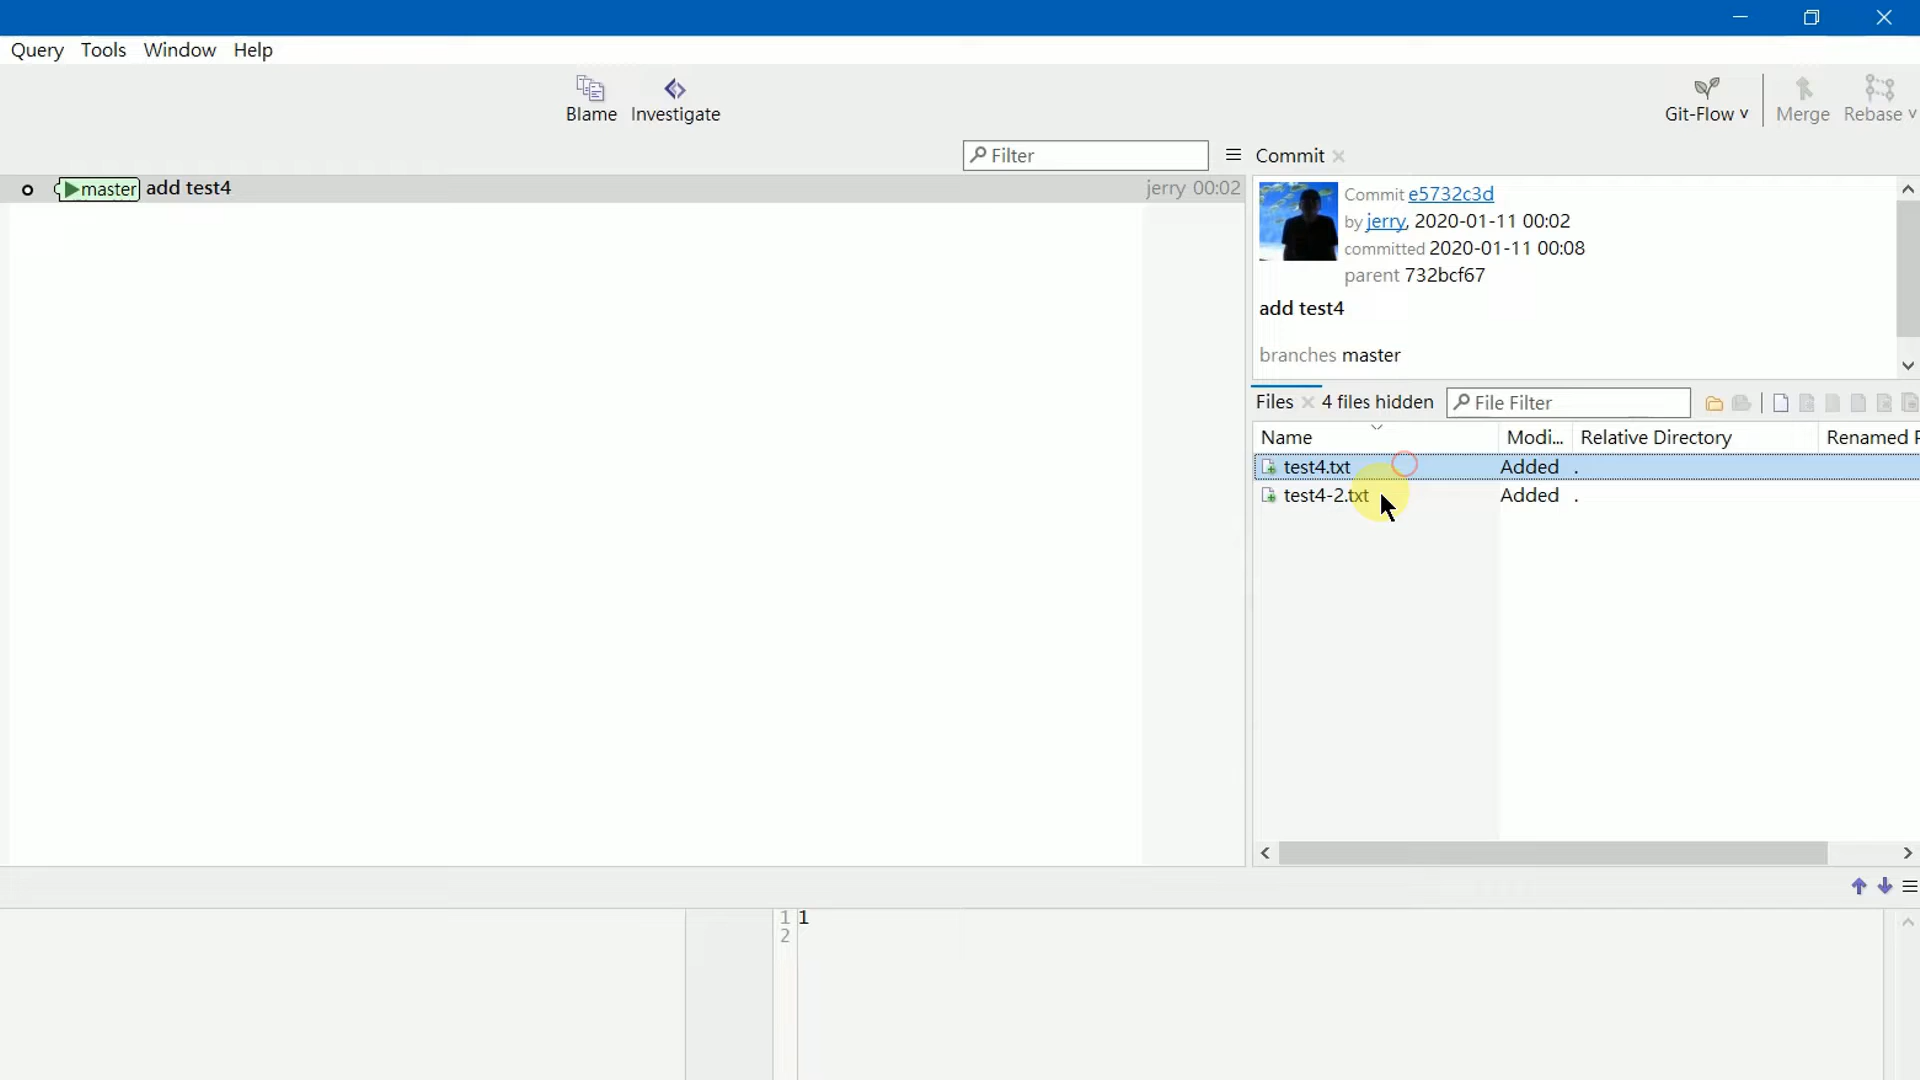 Query Tools Window Help
Blame Investigate Git-Flow Merge Rebase
Filter Commit
master add test4 jerry 00:02
Commit e5732c3d
by jerry, 2020-01-11 00:02
committed 2020-01-11 00:08
parent 732bcf67
add test4
branches master
Files 4 files hidden File Filter
Name Modi... Relative Directory Renamed
test4.txt Added .
test4-2.txt Added .
1 1
2